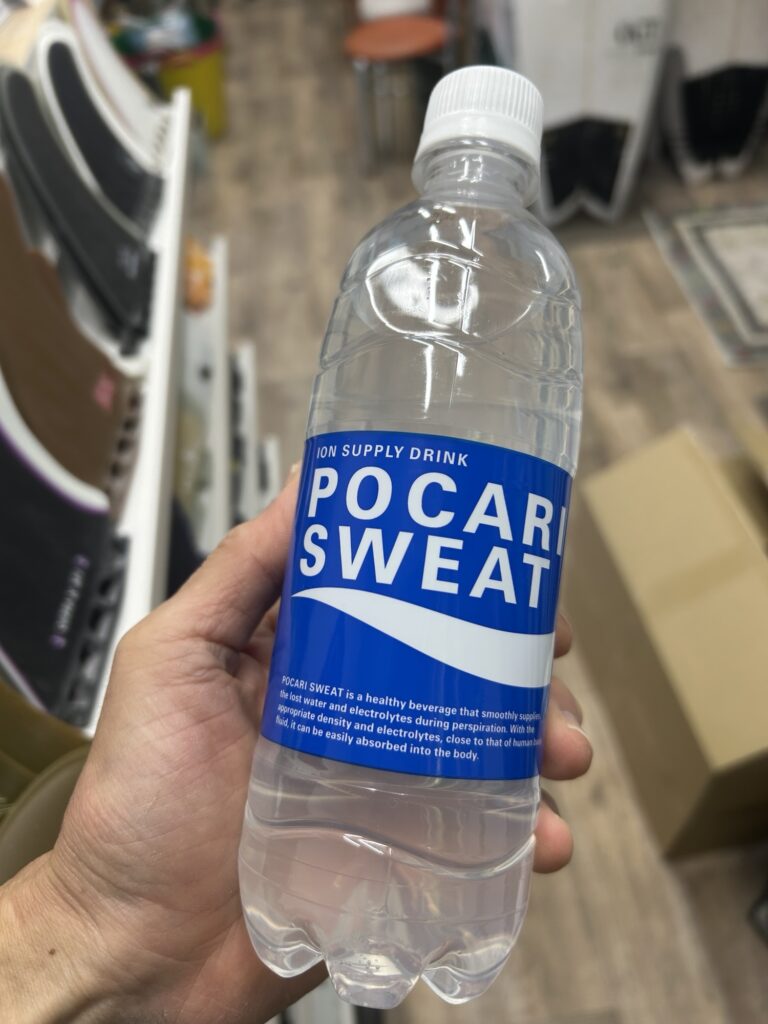 ION SUPPLY DRINK
POCARI
SWEAT
POCARI SWEAT is a healthy beverage that smoothly supplies
the lost water and electrolytes during perspiration. With the
appropriate density and electrolytes, close to that of human
fluid, it can be easily absorbed into the body.